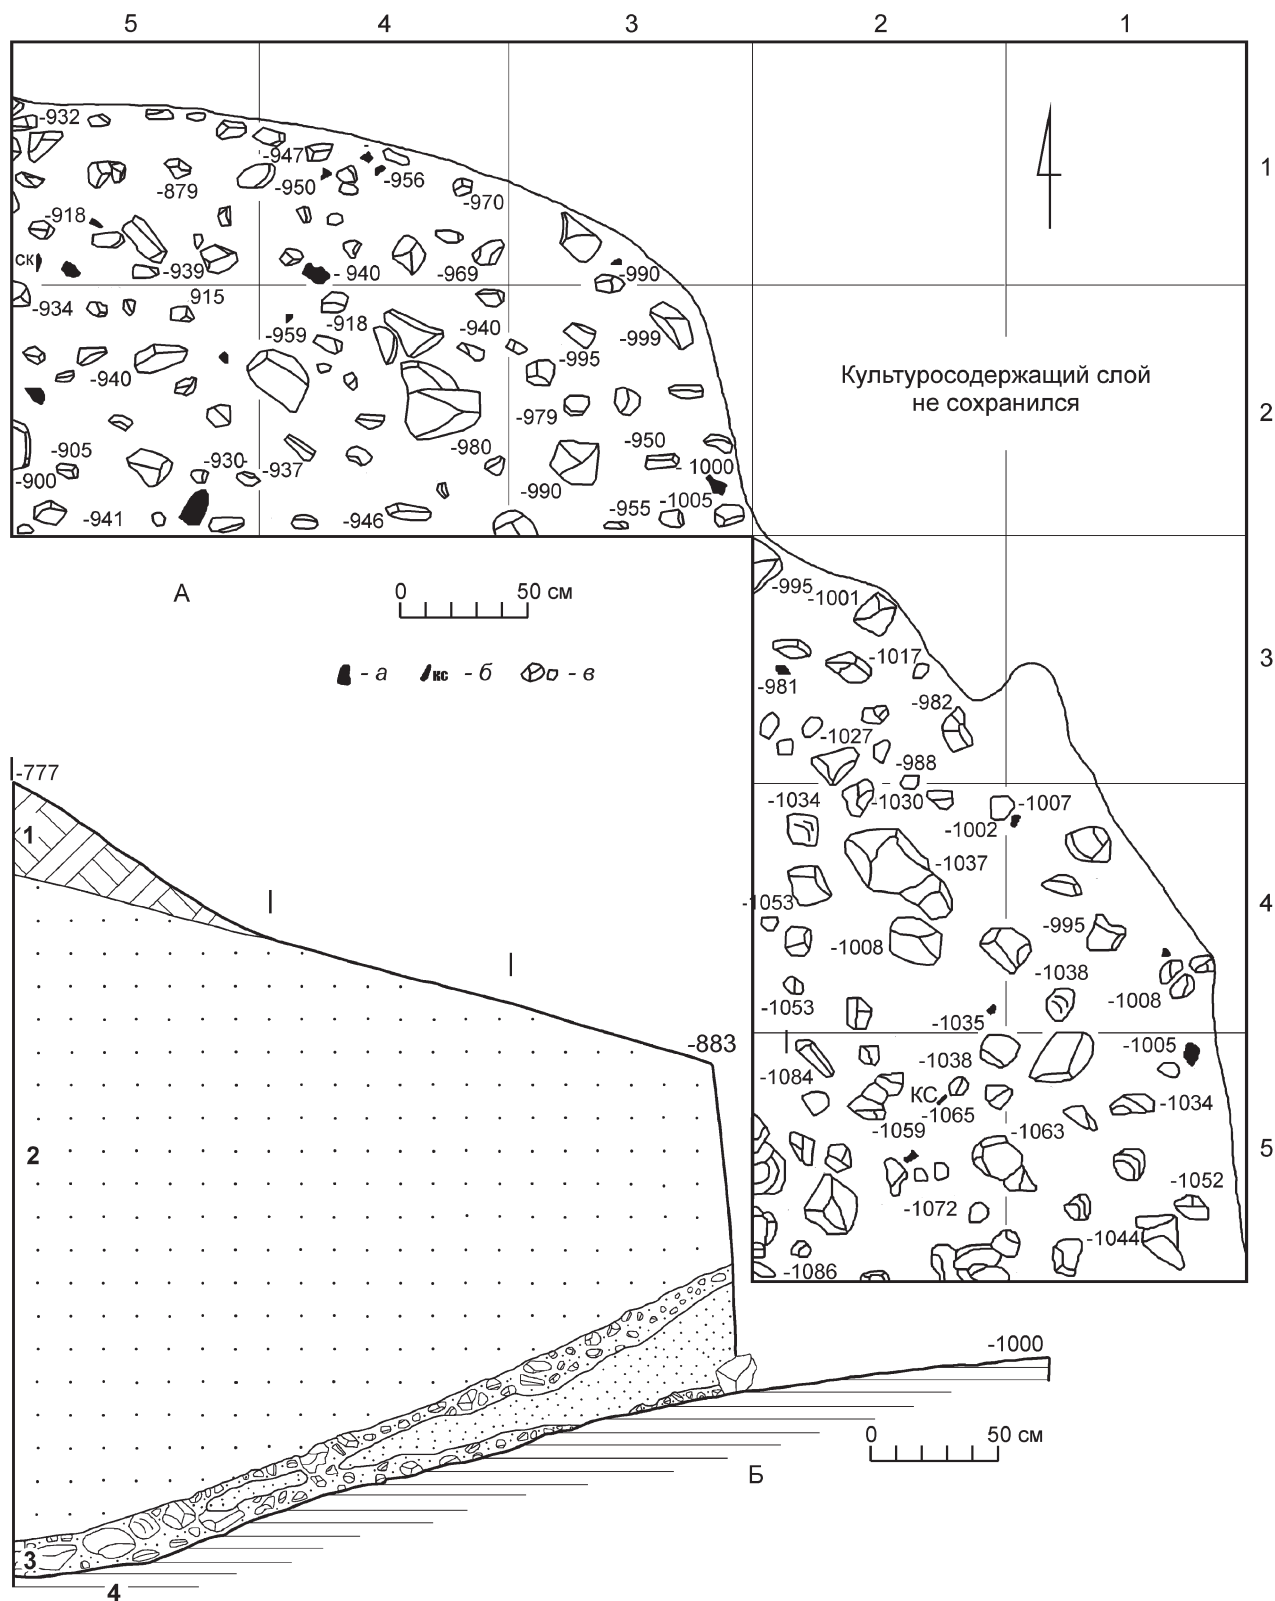 5 4 3 2 1
-932
-947
-879 -950 -956
-970
1
-918
ск -939 - 940 -969 -990
-934 915
-959 -918 -940 -995 -999
-940
Культуросодержащий слой
не сохранился
-979
2
-905 -930- -937 -980 -950
-900 - 1000
-990 -955 -1005
-941 -946
А
0 50 см
-995
-1001
- а кс - б - в
-1017
3
-981
-982
-1027
-988
-777
-1034 -1030 -1007
-1002
1
-1037
-1053
4
-995
-1008
-1038
-1053 -1008
-1035
-883
-1038 -1005
-1084
КС
-1065 -1034
-1059 -1063
2
5
-1052
-1072
-1044
-1086
-1000
0 50 см
Б
3
4